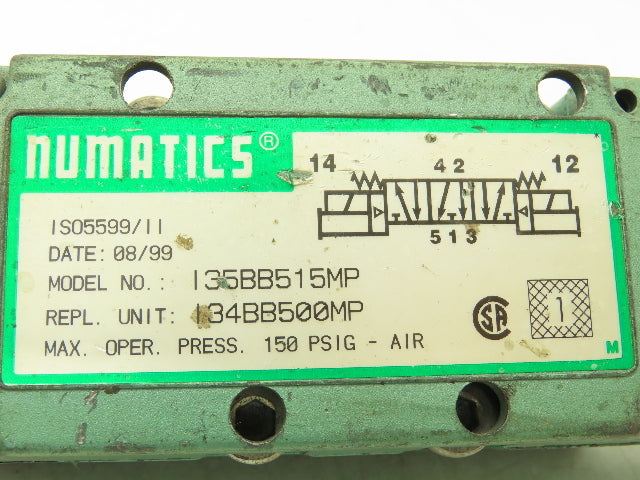 NUMATICS®
14 4 2 12
5 1 3
ISO5599/II
DATE: 08/99
MODEL NO.: I35BB515MP
REPL. UNIT: I34BB500MP
MAX. OPER. PRESS. 150 PSIG - AIR
SA
1
M